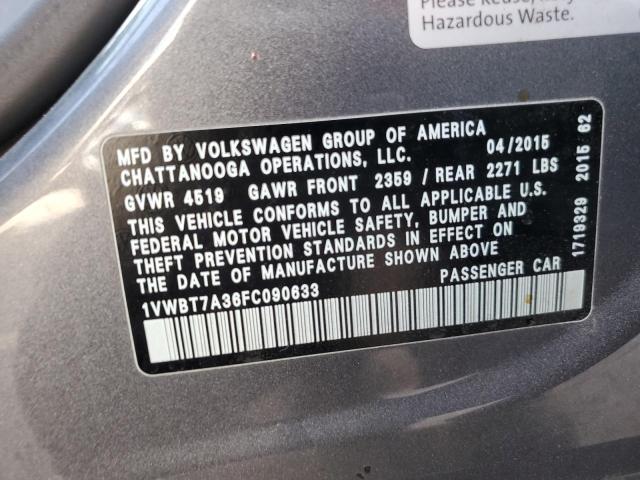 Please Reuse,
Hazardous Waste.
MFD BY VOLKSWAGEN GROUP OF AMERICA
CHATTANOOGA OPERATIONS, LLC. 04/2015
GVWR 4519 GAWR FRONT 2359 / REAR 2271 LBS
THIS VEHICLE CONFORMS TO ALL APPLICABLE U.S.
FEDERAL MOTOR VEHICLE SAFETY, BUMPER AND
THEFT PREVENTION STANDARDS IN EFFECT ON
THE DATE OF MANUFACTURE SHOWN ABOVE
1VWBT7A36FC090633 PASSENGER CAR
1719329 2015 62